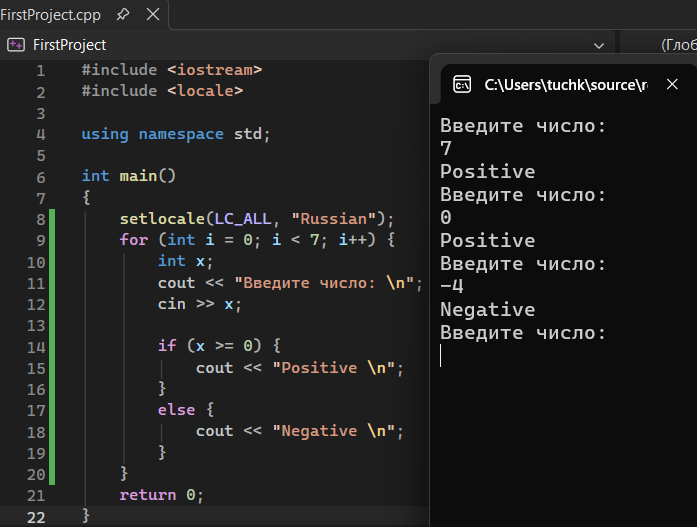 FirstProject.cpp
FirstProject
(Глоб
1 #include <iostream>
2 #include <locale>
3
4 using namespace std;
5
6 int main()
7 {
8 setlocale(LC_ALL, "Russian");
9 for (int i = 0; i < 7; i++) {
10 int x;
11 cout << "Введите число: \n";
12 cin >> x;
13
14 if (x >= 0) {
15 cout << "Positive \n";
16 }
17 else {
18 cout << "Negative \n";
19 }
20 }
21 return 0;
22 }
C:\Users\tuchk\source\r
Введите число:
7
Positive
Введите число:
0
Positive
Введите число:
-4
Negative
Введите число: